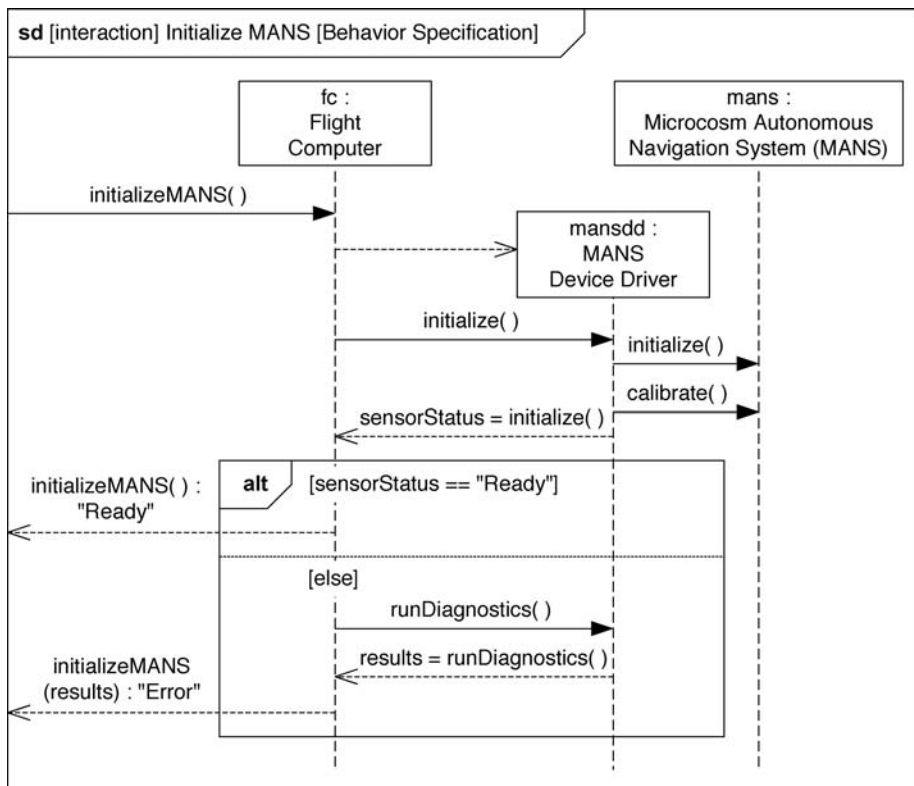 sd [interaction] Initialize MANS [Behavior Specification]
fc :
Flight
Computer
mans :
Microcosm Autonomous
Navigation System (MANS)
initializeMANS( )
mansdd :
MANS
Device Driver
initialize( )
initialize( )
calibrate( )
sensorStatus = initialize( )
alt
[sensorStatus == "Ready"]
initializeMANS( ) :
"Ready"
[else]
runDiagnostics( )
results = runDiagnostics( )
initializeMANS
(results) : "Error"